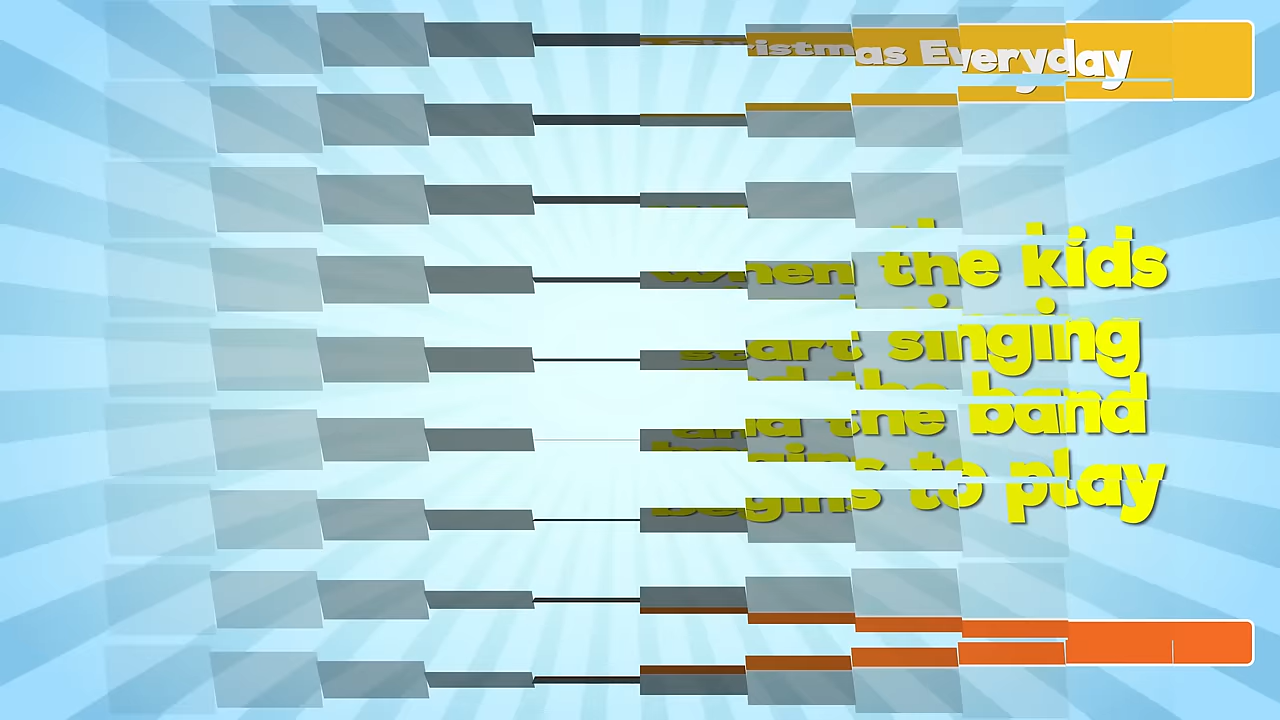 Christmas Everyday
when the kids
start singing
and the band
begins to play